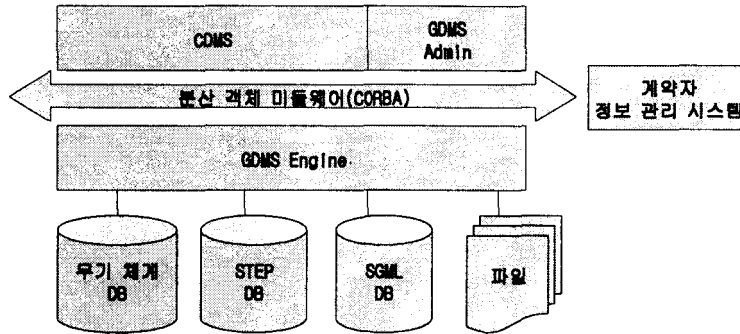 CDMS
GDMS
Admin
분산 객체 미들웨어(CORBA)
계약자
정보 관리 시스템
GDMS Engine
무기 체계
DB
STEP
DB
SGML
DB
파일